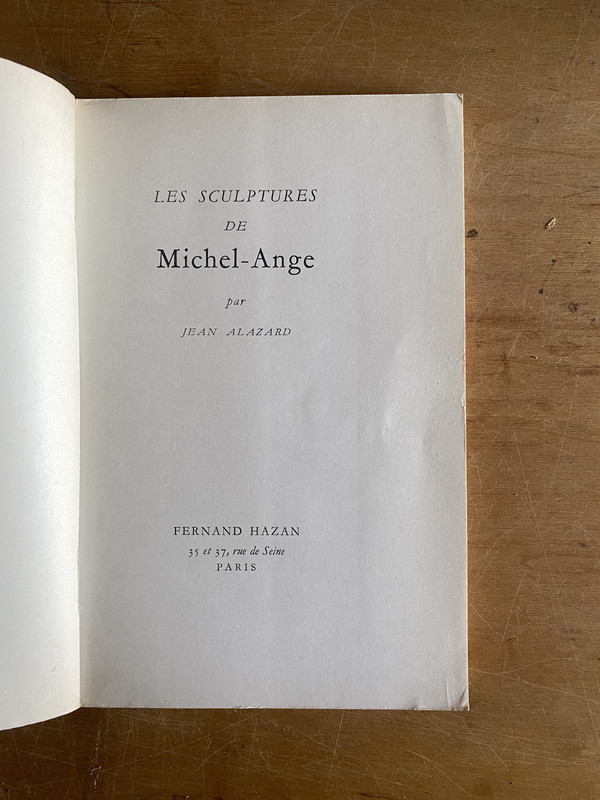 LES SCULPTURES
DE
Michel-Ange
par
JEAN ALAZARD
FERNAND HAZAN
35 et 37, rue de Seine
PARIS